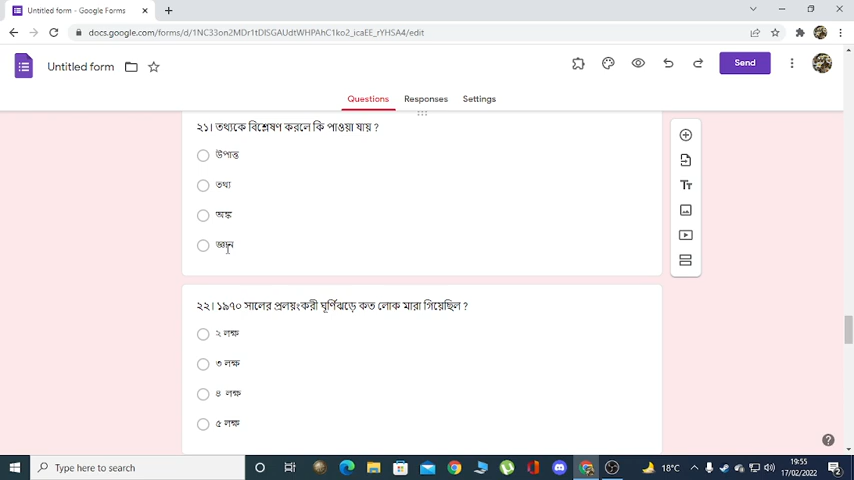 Untitled form - Google Forms
docs.google.com/forms/d/1NC33on2MDr1tDISGAUdtWHPAhC1ko2_icaEE_rYHSA4/edit
Untitled form
Send
Questions Responses Settings
২১। তথ্যকে বিশ্লেষণ করলে কি পাওয়া যায় ?
উপাত্ত
তথ্য
অঙ্ক
জ্ঞান
২২। ১৯৭০ সালের প্রলয়ংকরী ঘূর্ণিঝড়ে কত লোক মারা গিয়েছিল ?
২ লক্ষ
৩ লক্ষ
৪ লক্ষ
৫ লক্ষ
Type here to search
18°C
19:55
17/02/2022